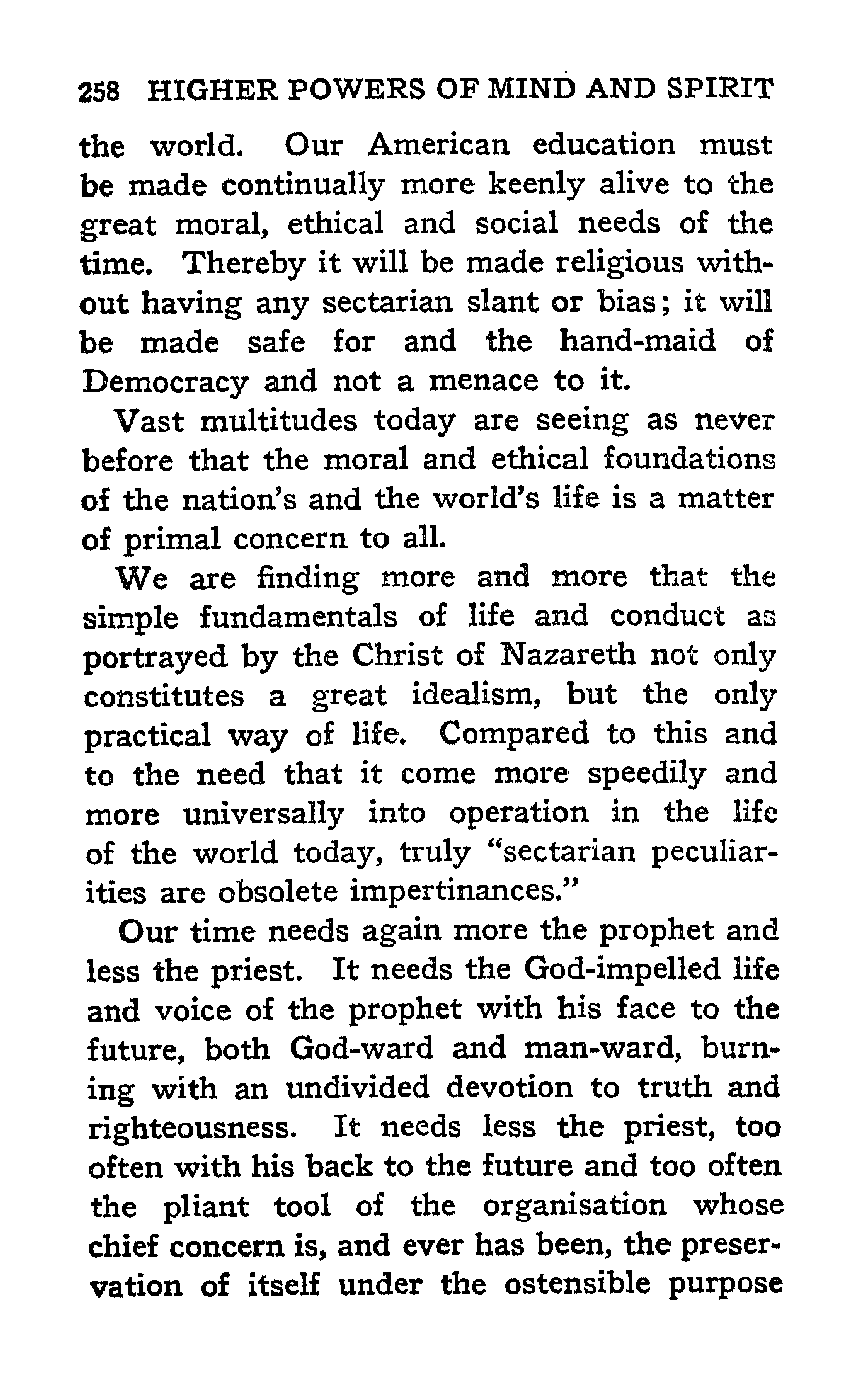 258 HIGHER POWERS OF MIND AND SPIRIT
the world. Our American education must
be made continually more keenly alive to the
great moral, ethical and social needs of the
time. Thereby it will be made religious with-
out having any sectarian slant or bias; it will
be made safe for and the hand-maid of
Democracy and not a menace to it.
Vast multitudes today are seeing as never
before that the moral and ethical foundations
of the nation's and the world's life is a matter
of primal concern to all.
We are finding more and more that the
simple fundamentals of life and conduct as
portrayed by the Christ of Nazareth not only
constitutes a great idealism, but the only
practical way of life. Compared to this and
to the need that it come more speedily and
more universally into operation in the life
of the world today, truly “sectarian peculiar-
ities are obsolete impertinances.”
Our time needs again more the prophet and
less the priest. It needs the God-impelled life
and voice of the prophet with his face to the
future, both God-ward and man-ward, burn-
ing with an undivided devotion to truth and
righteousness. It needs less the priest, too
often with his back to the future and too often
the pliant tool of the organisation whose
chief concern is, and ever has been, the preser-
vation of itself under the ostensible purpose